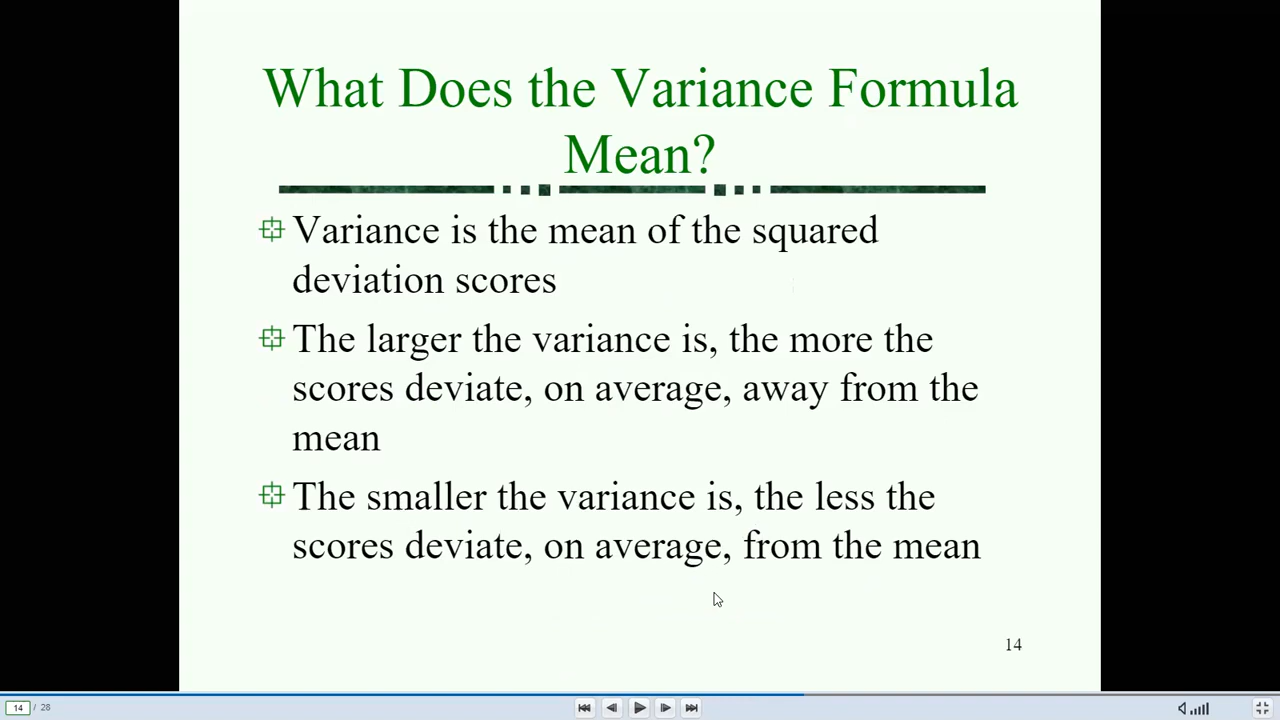 What Does the Variance Formula
Mean?
Variance is the mean of the squared
deviation scores
The larger the variance is, the more the
scores deviate, on average, away from the
mean
The smaller the variance is, the less the
scores deviate, on average, from the mean
14
14 / 28